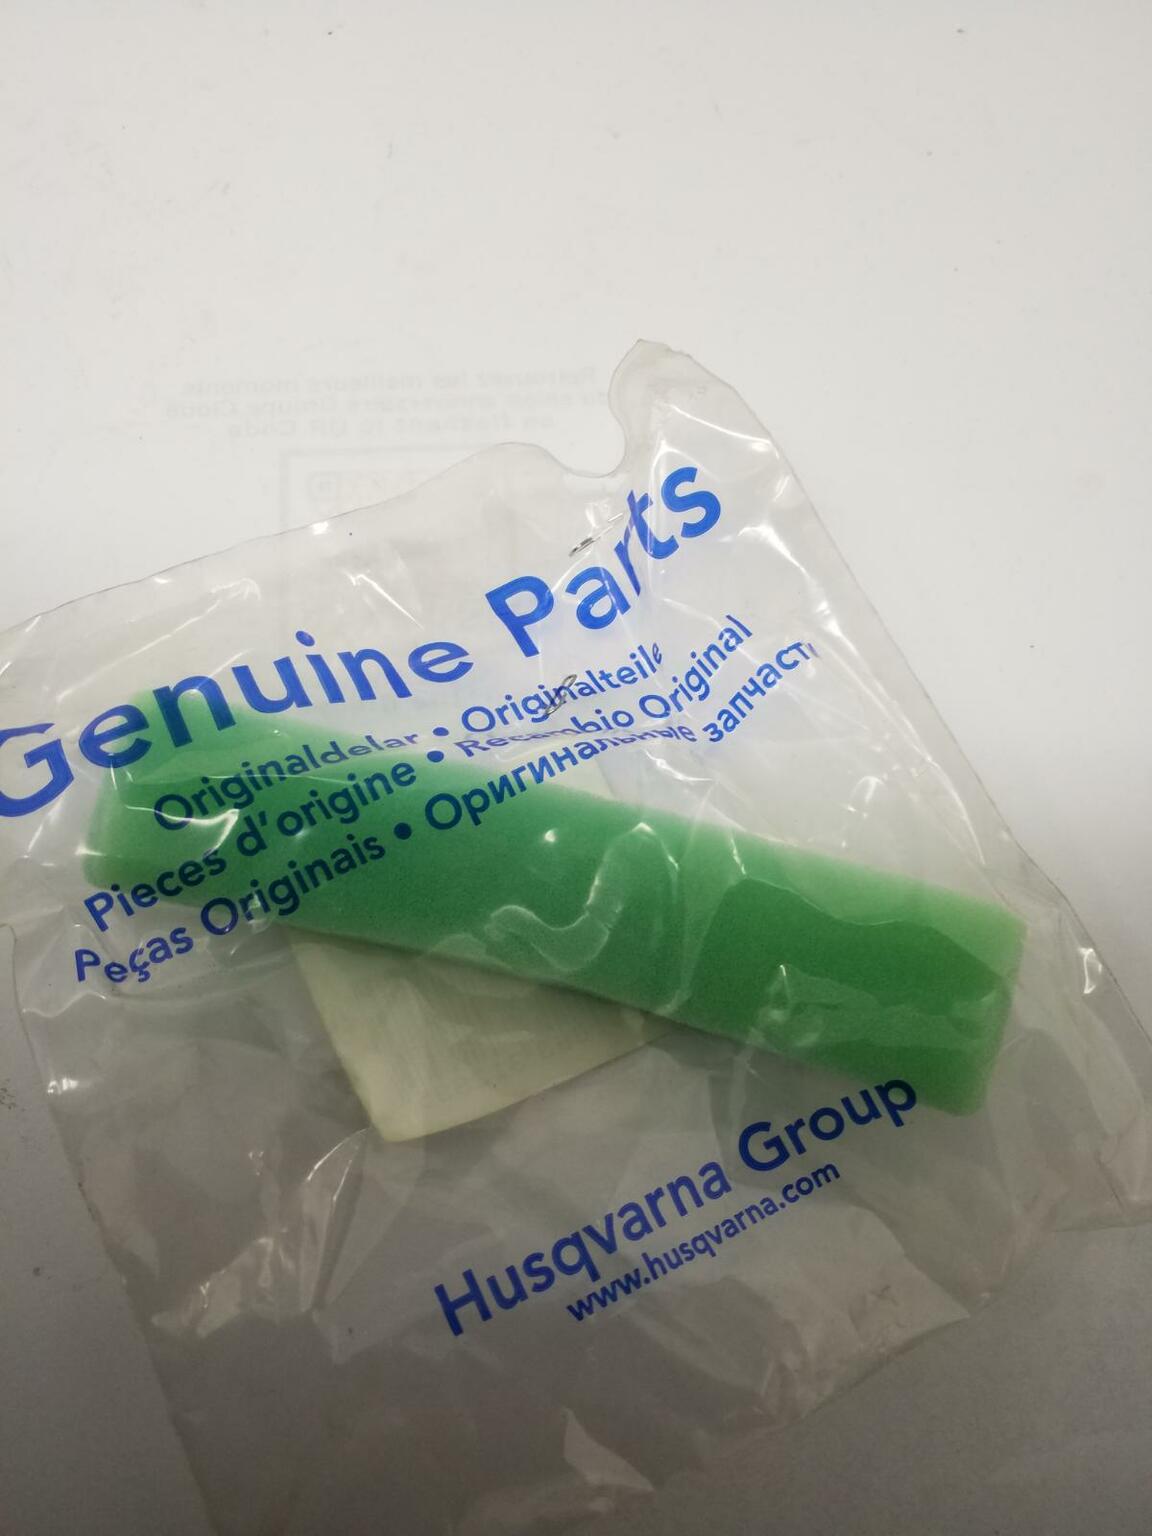 Genuine Parts
Originaldelar • Originalteile
Pieces d'origine • Recambio Original
Peças Originais • Оригинальные запчасти
Husqvarna Group
www.husqvarna.com